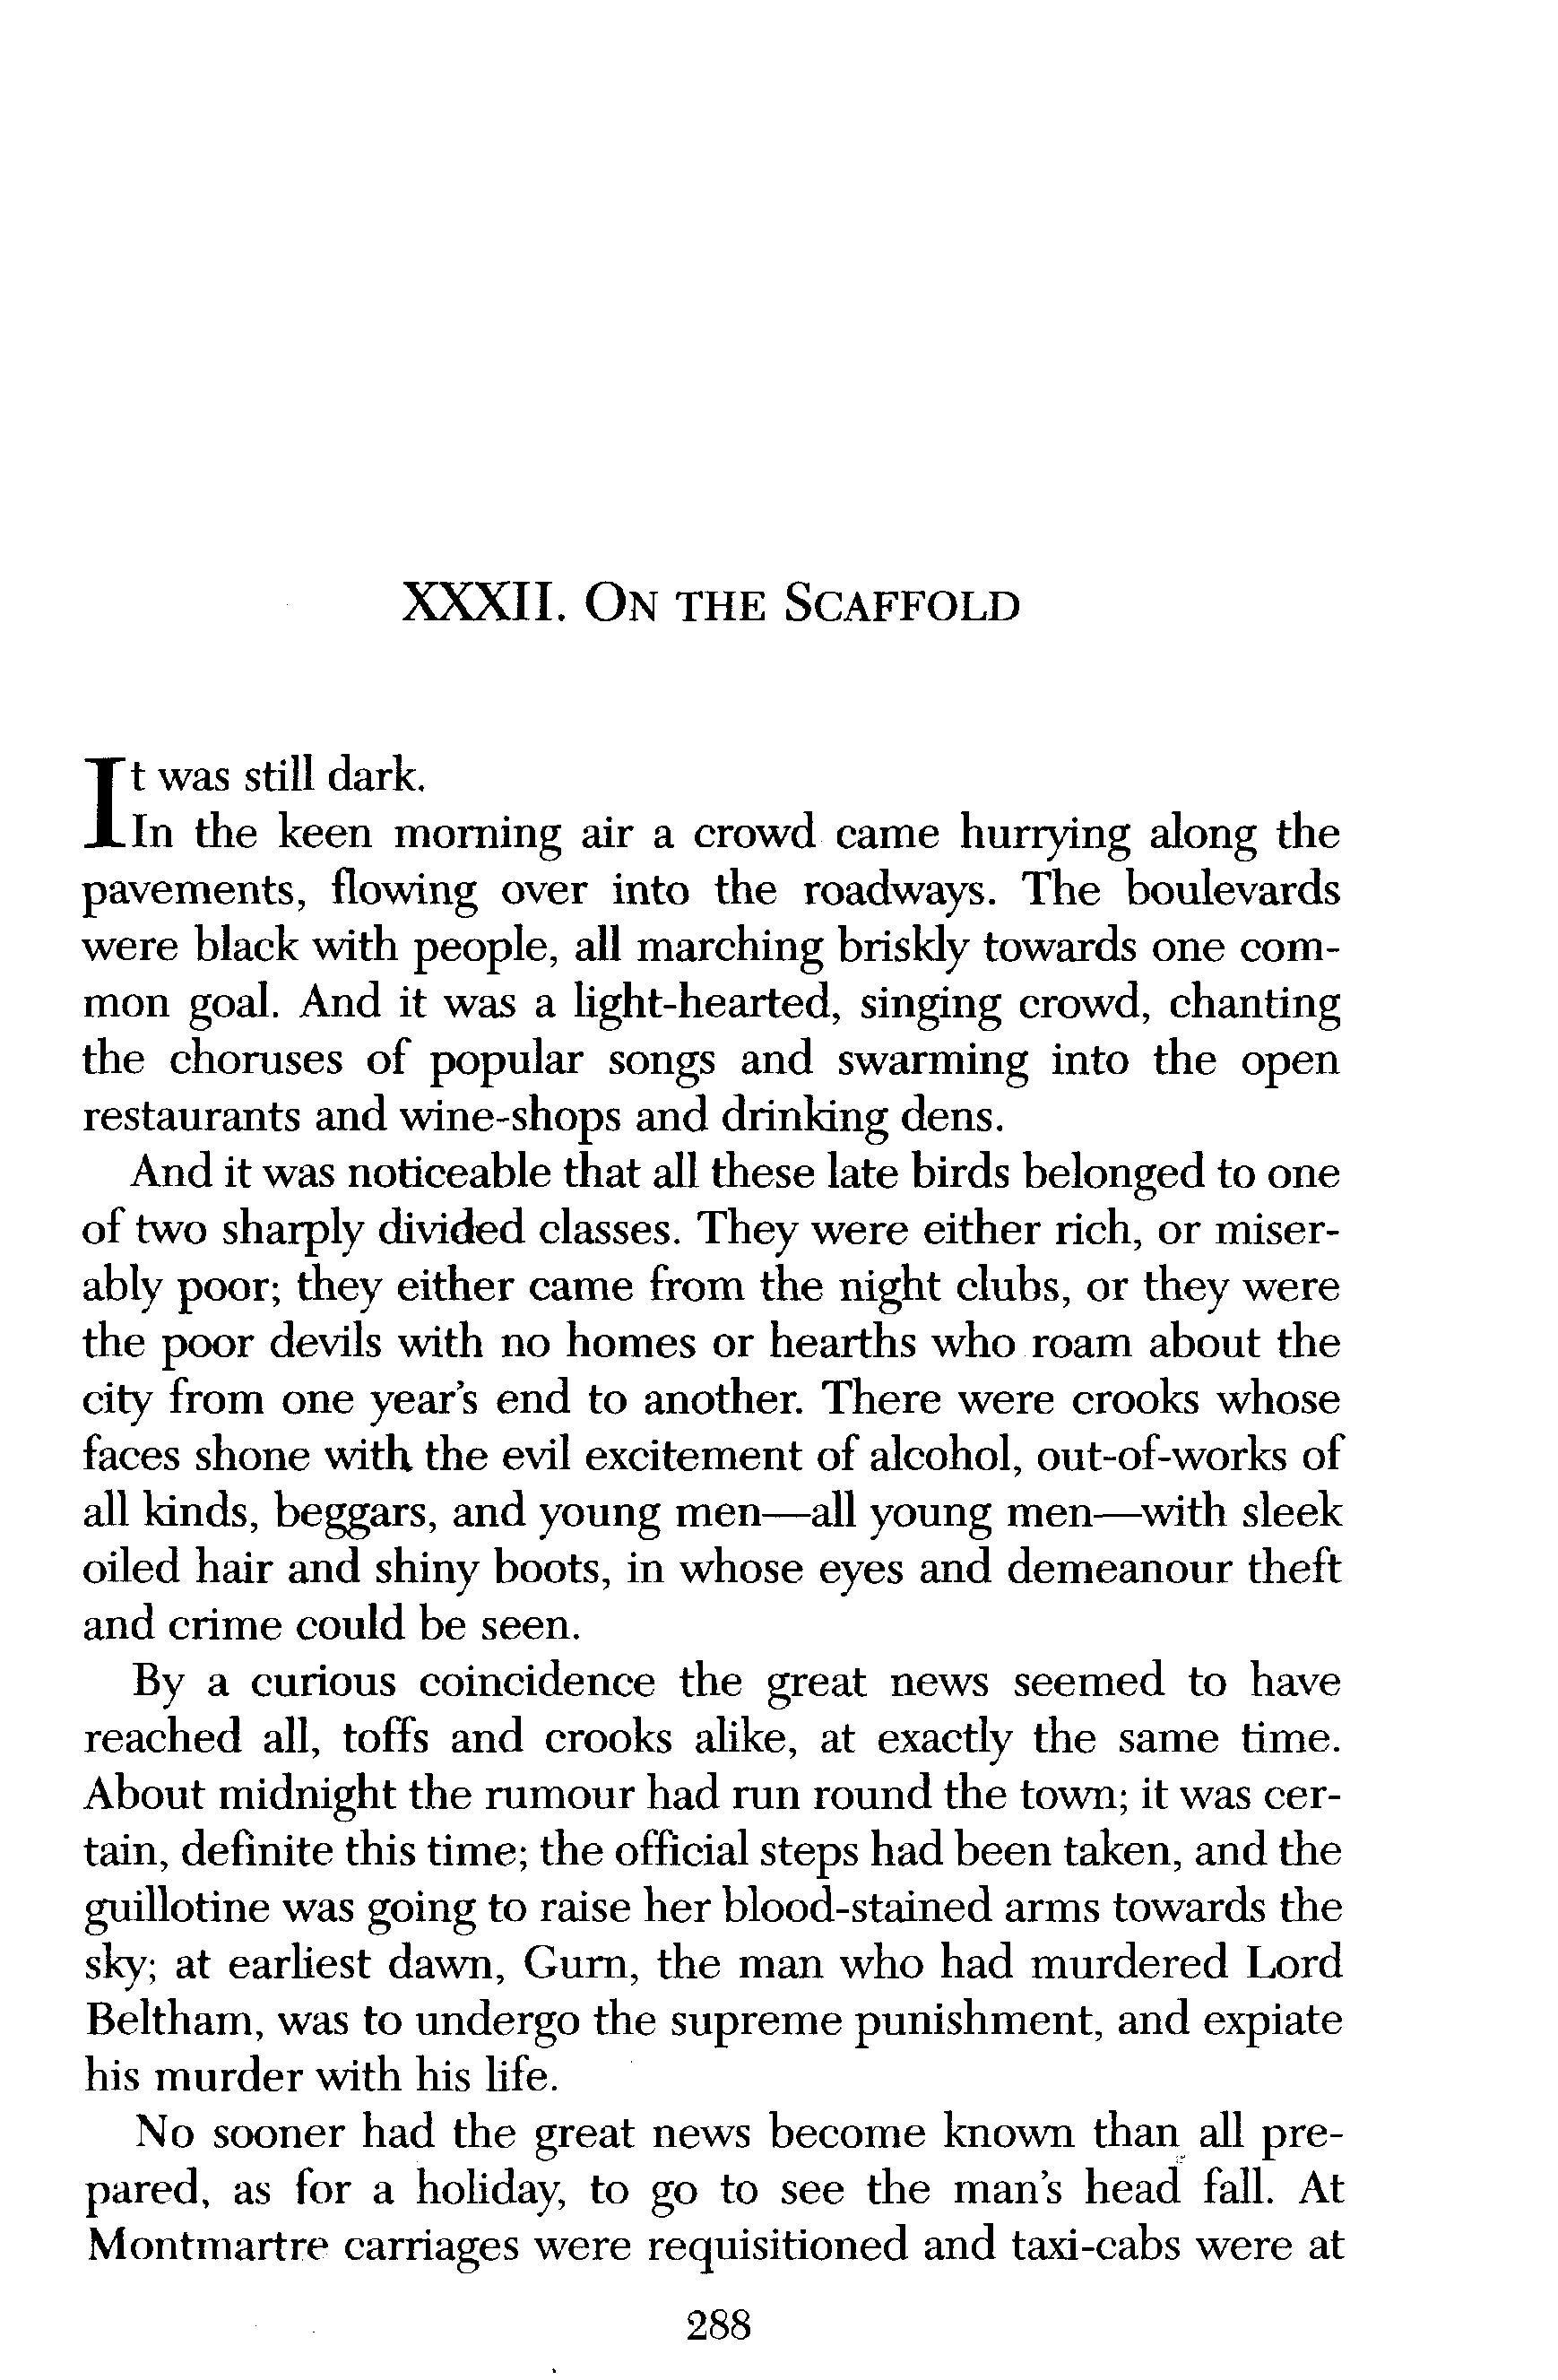 XXXII. ON THE SCAFFOLD
It was still dark.
In the keen morning air a crowd came hurrying along the
pavements, flowing over into the roadways. The boulevards
were black with people, all marching briskly towards one com-
mon goal. And it was a light-hearted, singing crowd, chanting
the choruses of popular songs and swarming into the open
restaurants and wine-shops and drinking dens.
And it was noticeable that all these late birds belonged to one
of two sharply divided classes. They were either rich, or miser-
ably poor; they either came from the night clubs, or they were
the poor devils with no homes or hearths who roam about the
city from one year's end to another. There were crooks whose
faces shone with the evil excitement of alcohol, out-of-works of
all kinds, beggars, and young men—all young men—with sleek
oiled hair and shiny boots, in whose eyes and demeanour theft
and crime could be seen.
By a curious coincidence the great news seemed to have
reached all, toffs and crooks alike, at exactly the same time.
About midnight the rumour had run round the town; it was cer-
tain, definite this time; the official steps had been taken, and the
guillotine was going to raise her blood-stained arms towards the
sky; at earliest dawn, Gurn, the man who had murdered Lord
Beltham, was to undergo the supreme punishment, and expiate
his murder with his life.
No sooner had the great news become known than all pre-
pared, as for a holiday, to go to see the man's head fall. At
Montmartre carriages were requisitioned and taxi-cabs were at
288